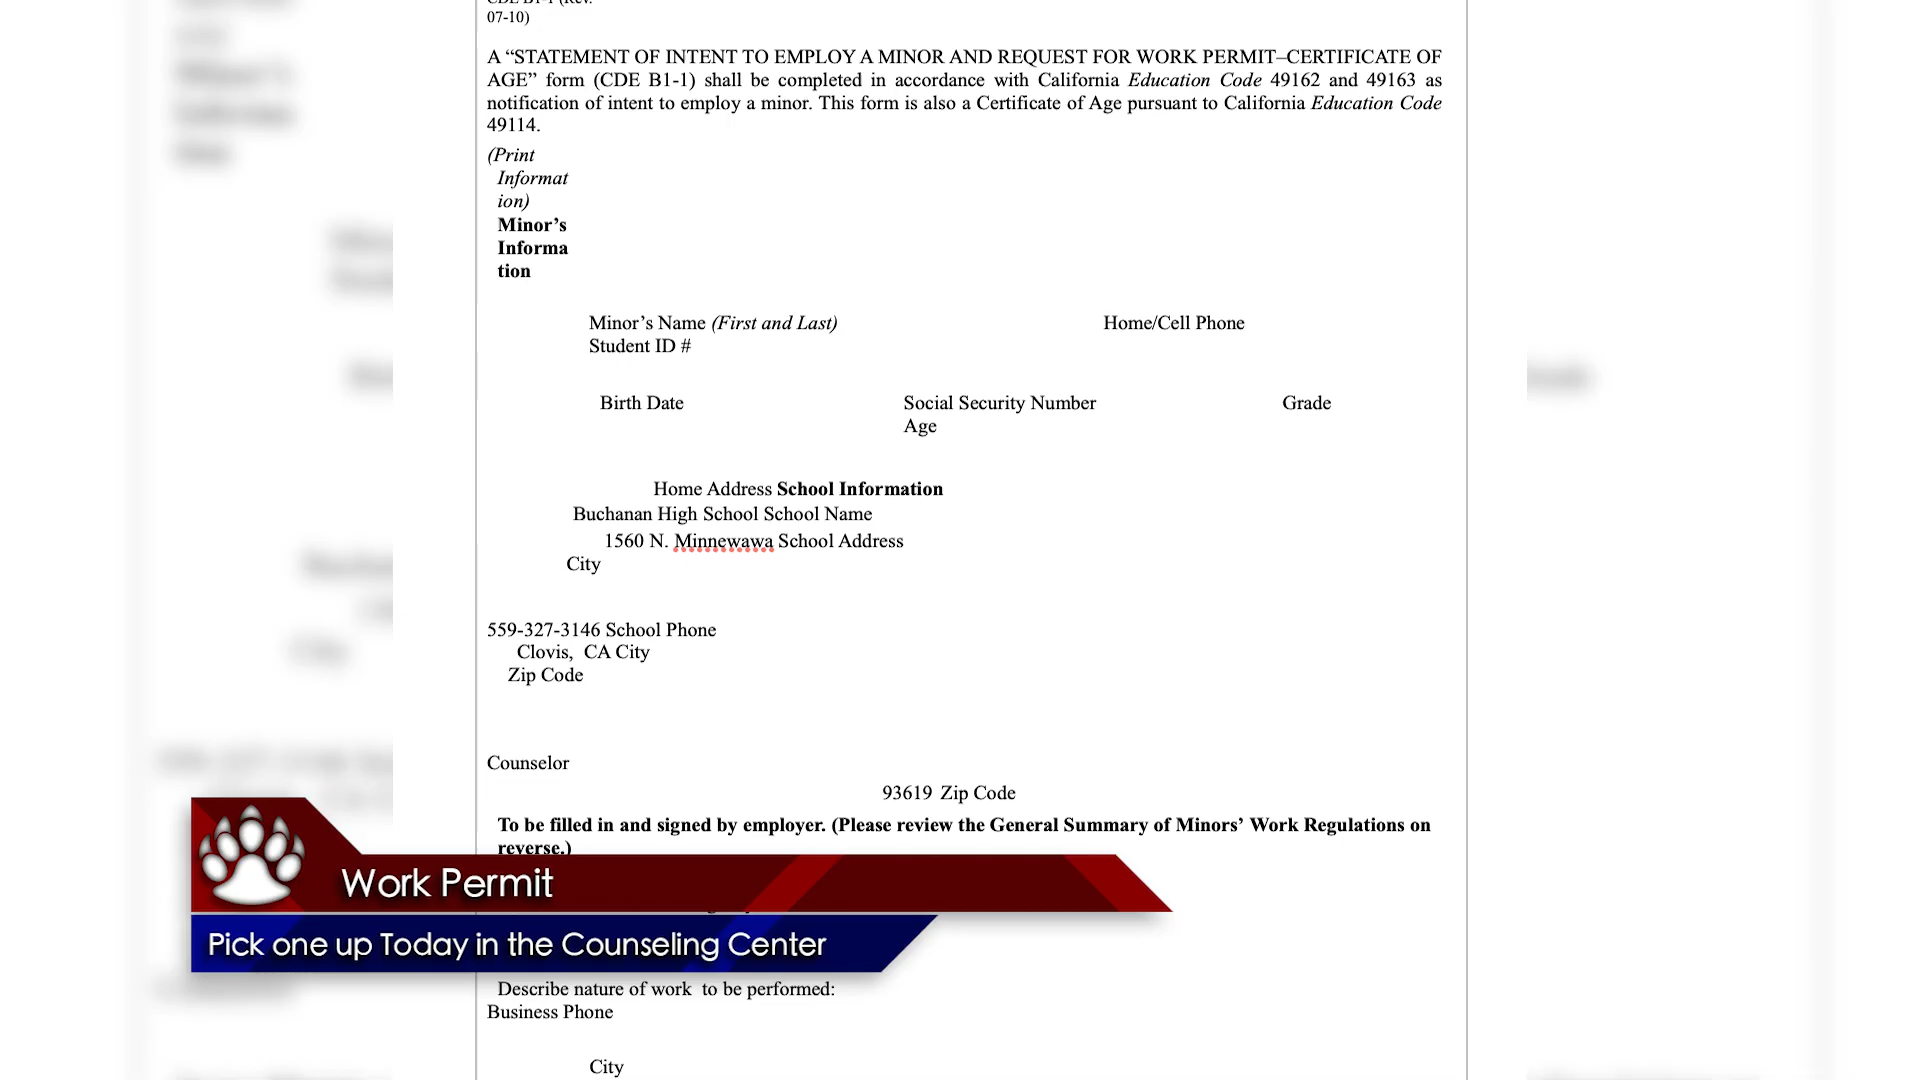 07-10)
A “STATEMENT OF INTENT TO EMPLOY A MINOR AND REQUEST FOR WORK PERMIT–CERTIFICATE OF
AGE” form (CDE B1-1) shall be completed in accordance with California Education Code 49162 and 49163 as
notification of intent to employ a minor. This form is also a Certificate of Age pursuant to California Education Code
49114.
(Print
Informat
ion)
Minor’s
Informa
tion
Minor’s Name (First and Last) Home/Cell Phone
Student ID #
Birth Date Social Security Number Grade
Age
Home Address School Information
Buchanan High School School Name
1560 N. Minnewawa School Address
City
559-327-3146 School Phone
Clovis, CA City
Zip Code
Counselor
93619 Zip Code
To be filled in and signed by employer. (Please review the General Summary of Minors’ Work Regulations on
reverse.)
Work Permit
Pick one up Today in the Counseling Center
Describe nature of work to be performed:
Business Phone
City